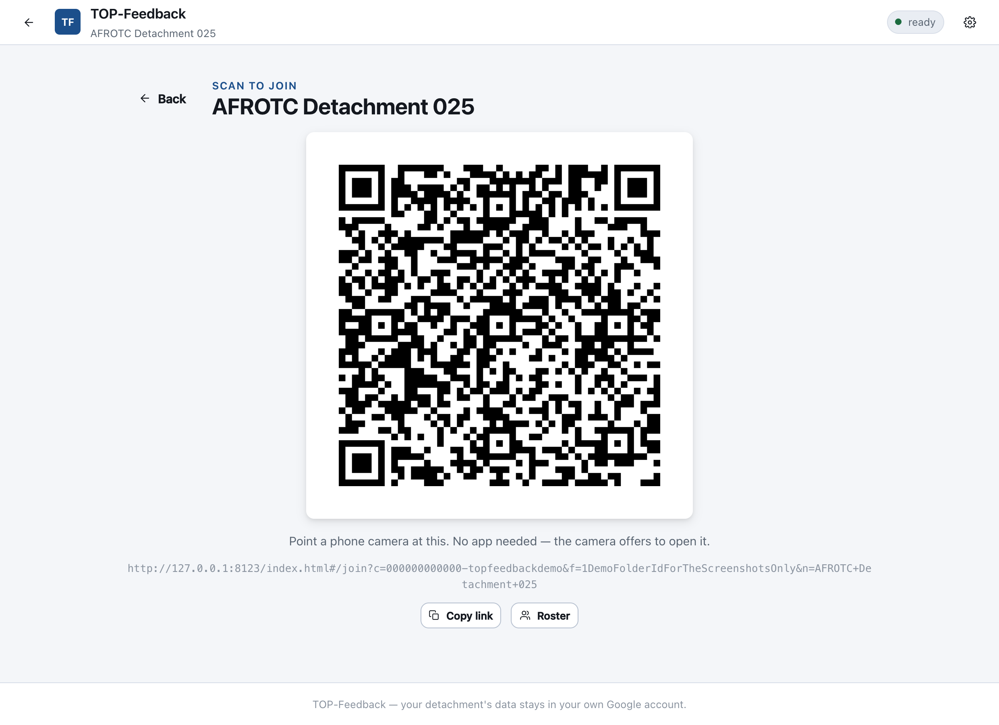 TF
TOP-Feedback
AFROTC Detachment 025
ready
Back
SCAN TO JOIN
AFROTC Detachment 025
Point a phone camera at this. No app needed — the camera offers to open it.
http://127.0.0.1:8123/index.html#/join?c=000000000000-topfeedbackdemo&f=1DemoFolderIdForTheScreenshotsOnly&n=AFROTC+De
tachment+025
Copy link
Roster
TOP-Feedback — your detachment's data stays in your own Google account.